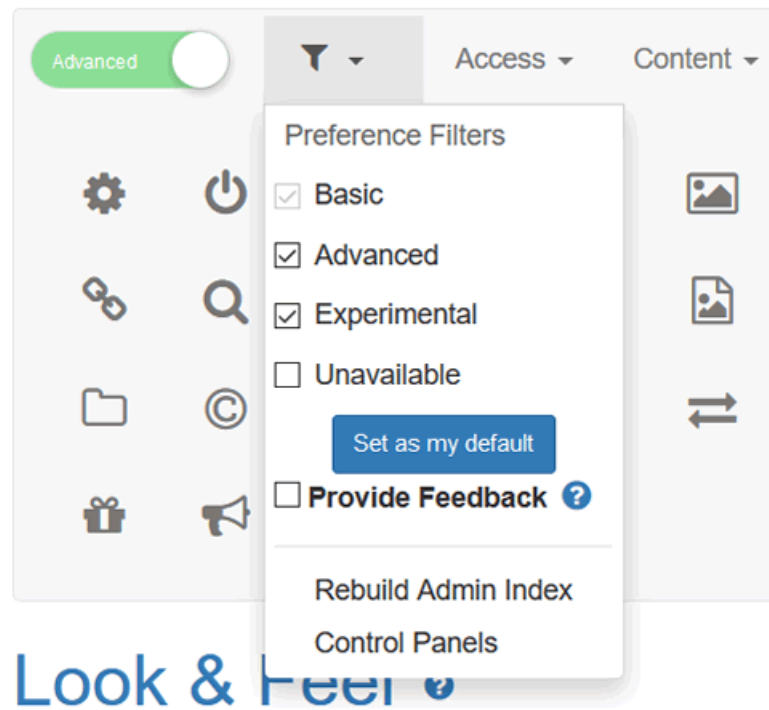 Advanced
Access
Content
Preference Filters
Basic
Advanced
Experimental
Unavailable
Set as my default
Provide Feedback
Rebuild Admin Index
Control Panels
Look & Feel